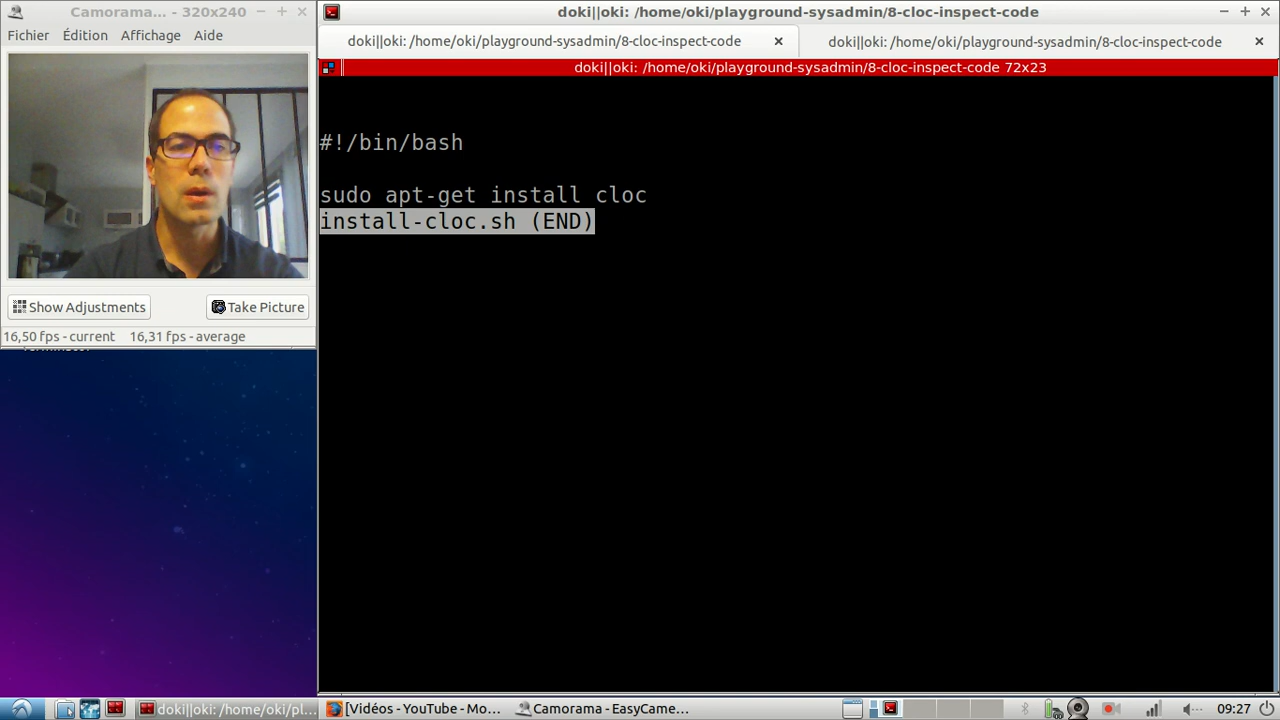 Camorama... - 320x240
Fichier Édition Affichage Aide
Show Adjustments
Take Picture
16,50 fps - current 16,31 fps - average
doki||oki: /home/oki/playground-sysadmin/8-cloc-inspect-code
doki||oki: /home/oki/playground-sysadmin/8-cloc-inspect-code
doki||oki: /home/oki/playground-sysadmin/8-cloc-inspect-code
doki||oki: /home/oki/playground-sysadmin/8-cloc-inspect-code 72x23
#!/bin/bash
sudo apt-get install cloc
install-cloc.sh (END)
doki||oki: /home/oki/pl...
[Vidéos - YouTube - Mo...
Camorama - EasyCame...
09:27